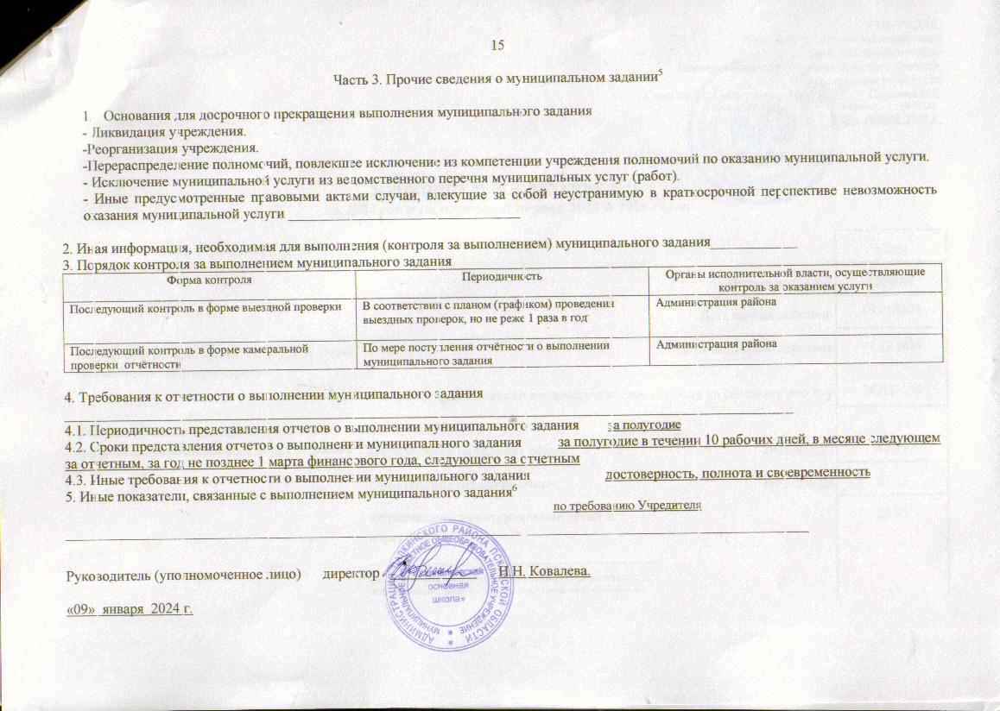 15
Часть 3. Прочие сведения о муниципальном задании5
1. Основания для досрочного прекращения выполнения муниципального задания
- Ликвидация учреждения.
-Реорганизация учреждения.
-Перераспределение полномочий, повлекшее исключение из компетенции учреждения полномочий по оказанию муниципальной услуги.
- Исключение муниципальной услуги из ведомственного перечня муниципальных услуг (работ).
- Иные предусмотренные правовыми актами случаи, влекущие за собой неустранимую в краткосрочной перспективе невозможность
оказания муниципальной услуги
2. Иная информация, необходимая для выполнения (контроля за выполнением) муниципального задания
3. Порядок контроля за выполнением муниципального задания
Форма контроля Периодичность Органы исполнительной власти, осуществляющие
контроль за оказанием услуги
Последующий контроль в форме выездной проверки В соответствии с планом (графиком) проведения Администрация района
выездных проверок, но не реже 1 раза в год
Последующий контроль в форме камеральной По мере поступления отчётности о выполнении Администрация района
проверки отчётности муниципального задания
4. Требования к отчетности о выполнении муниципального задания
4.1. Периодичность представления отчетов о выполнении муниципального задания за полугодие
4.2. Сроки представления отчетов о выполнении муниципального задания за полугодие в течении 10 рабочих дней, в месяце следующем
за отчетным, за год не позднее 1 марта финансового года, следующего за отчетным
4.3. Иные требования к отчетности о выполнении муниципального задания достоверность, полнота и своевременность
5. Иные показатели, связанные с выполнением муниципального задания6
по требованию Учредителя
Руководитель (уполномоченное лицо) директор Н.Н. Ковалева.
«09» января 2024 г.
РАЙОНА ПСКОВСКОЙ ОБЛАСТИ
АДМИНИСТРАЦИЯ
МУНИЦИПАЛЬНОЕ ОБЩЕОБРАЗОВАТЕЛЬНОЕ УЧРЕЖДЕНИЕ
основная
школа»